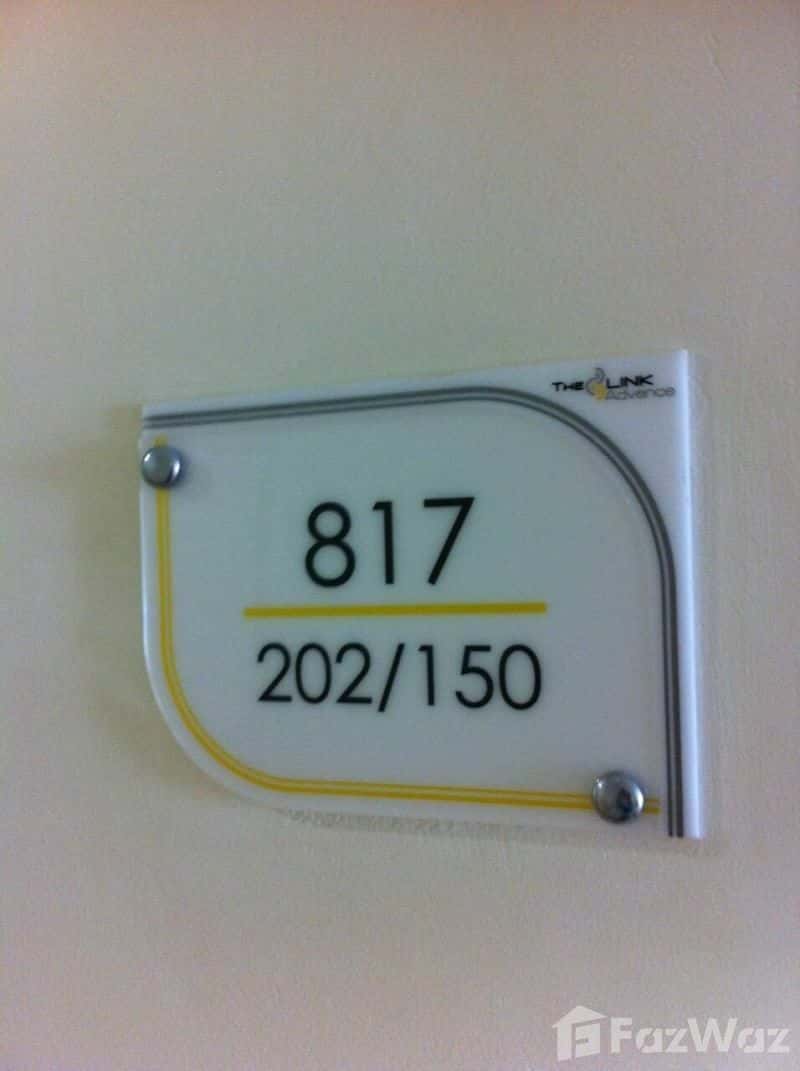 THE LINK
Advance
817
202/150
FazWaz